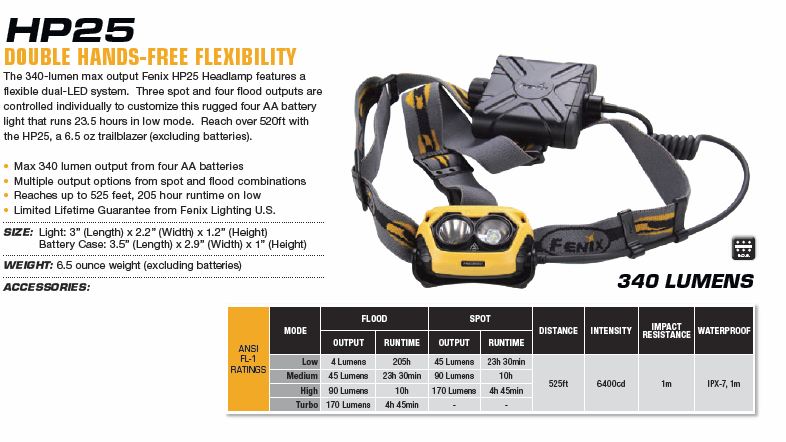 HP25
DOUBLE HANDS-FREE FLEXIBILITY
The 340-lumen max output Fenix HP25 Headlamp features a
flexible dual-LED system. Three spot and four flood outputs are
controlled individually to customize this rugged four AA battery
light that runs 23.5 hours in low mode. Reach over 520ft with
the HP25, a 6.5 oz trailblazer (excluding batteries).
• Max 340 lumen output from four AA batteries
• Multiple output options from spot and flood combinations
• Reaches up to 525 feet, 205 hour runtime on low
• Limited Lifetime Guarantee from Fenix Lighting U.S.
SIZE: Light: 3” (Length) x 2.2” (Width) x 1.2” (Height)
Battery Case: 3.5” (Length) x 2.9” (Width) x 1” (Height)
WEIGHT: 6.5 ounce weight (excluding batteries)
ACCESSORIES:
FENIX
FENIX
340 LUMENS
ANSI
FL-1
RATINGS
MODE FLOOD SPOT DISTANCE INTENSITY IMPACT RESISTANCE WATERPROOF
OUTPUT RUNTIME OUTPUT RUNTIME
Low 4 Lumens 205h 45 Lumens 23h 30min
Medium 45 Lumens 23h 30min 90 Lumens 10h
High 90 Lumens 10h 170 Lumens 4h 45min
Turbo 170 Lumens 4h 45min - -
525ft 6400cd 1m IPX-7, 1m